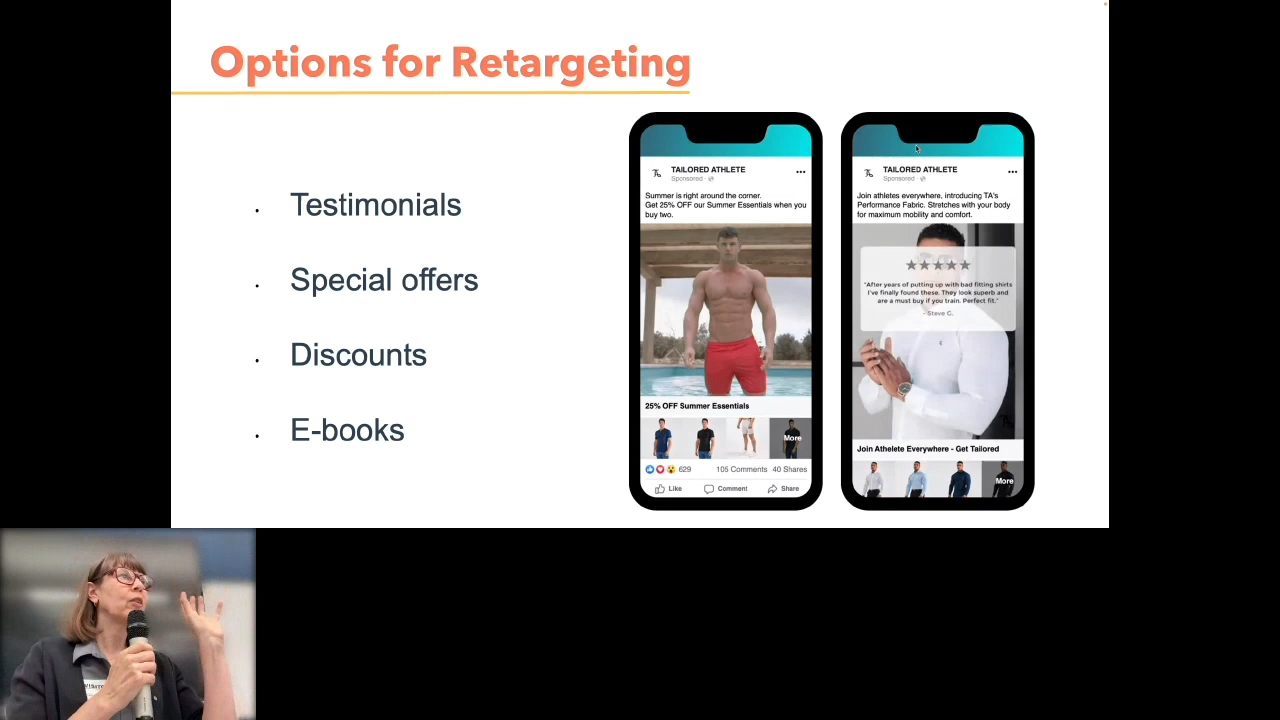 Options for Retargeting
Testimonials
Special offers
Discounts
E-books
TAILORED ATHLETE
Sponsored ·
Summer is right around the corner.
Get 25% OFF our Summer Essentials when you
buy two.
25% OFF Summer Essentials
More
629
105 Comments 40 Shares
Like Comment Share
TAILORED ATHLETE
Sponsored ·
Join athletes everywhere, introducing TA's
Performance Fabric. Stretches with your body
for maximum mobility and comfort.
"After years of putting up with bad fitting shirts
I've finally found these. They look superb and
are a must buy if you train. Perfect fit."
- Steve G.
Join Athelete Everywhere - Get Tailored
More